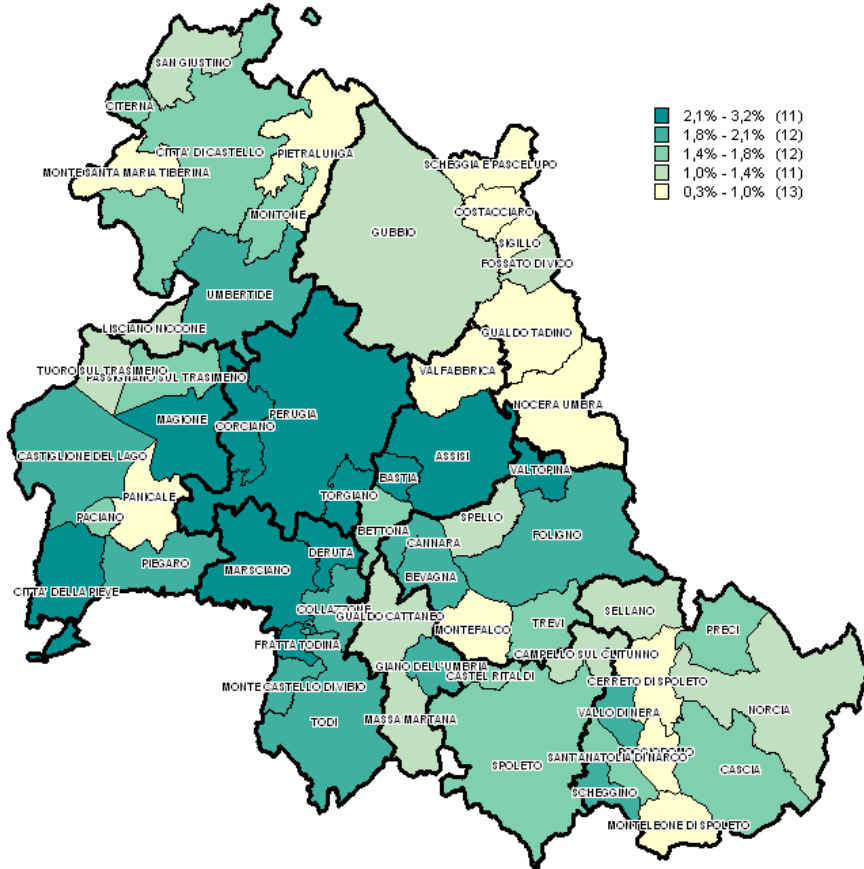 SAN GIUSTINO
CITERNA
2,1% - 3,2% (11)
1,8% - 2,1% (12)
1,4% - 1,8% (12)
1,0% - 1,4% (11)
0,3% - 1,0% (13)
CITTA' DI CASTELLO
PIETRALUNGA
SCHEGGIA E PASCELUPO
MONTE SANTA MARIA TIBERINA
COSTACCIARO
MONTONE
GUBBIO
SIGILLO
FOSSATO DI VICO
UMBERTIDE
LISCIANO NICCONE
GUALDO TADINO
TUORO SUL TRASIMENO
PASSIGNANO SUL TRASIMENO
VALFABBRICA
NOCERA UMBRA
MAGIONE
CORCIANO
PERUGIA
CASTIGLIONE DEL LAGO
ASSISI
VALTOPINA
BASTIA
PANICALE
TORGIANO
PACIANO
SPELLO
BETTONA
CANNARA
FOLIGNO
DERUTA
PIEGARO
MARSCIANO
BEVAGNA
CITTA' DELLA PIEVE
COLLAZZONE
GUALDO CATTANEO
SELLANO
TREVI
PRECI
MONTEFALCO
FRATTA TODINA
CAMPELLO SUL CLITUNNO
GIANO DELL'UMBRIA
CASTEL RITALDI
CERRETO DI SPOLETO
MONTE CASTELLO DI VIBIO
VALLO DI NERA
NORCIA
TODI
MASSA MARTANA
POGGIODOMO
SANT'ANATOLIA DI NARCO
SPOLETO
CASCIA
SCHEGGINO
MONTELEONE DI SPOLETO